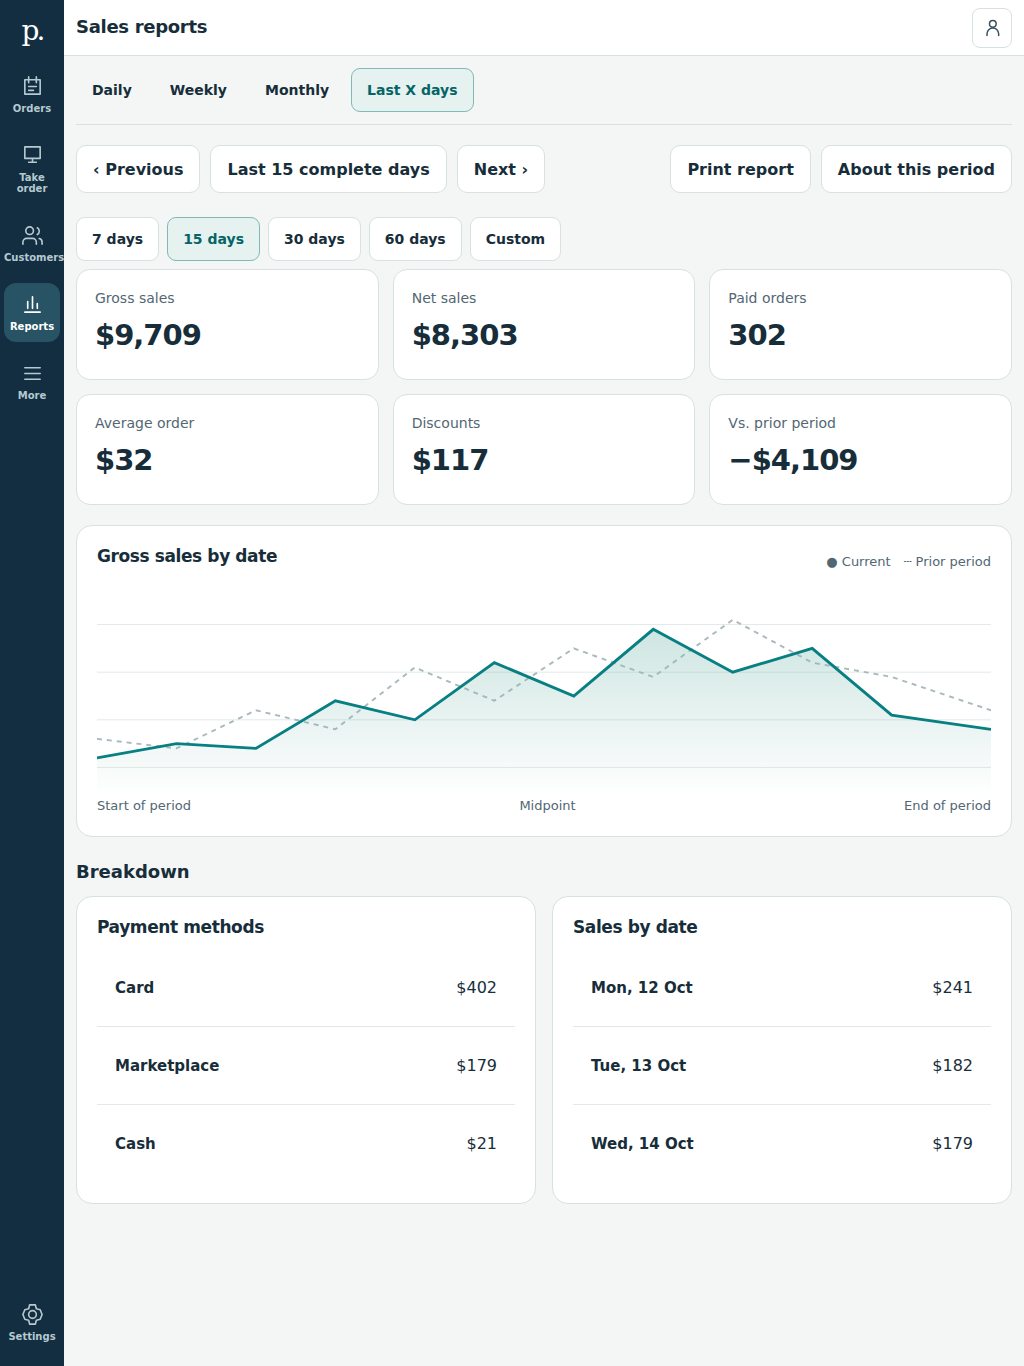 p.
Sales reports
Orders
Take
order
Customers
Reports
More
Settings
Daily
Weekly
Monthly
Last X days
‹ Previous
Last 15 complete days
Next ›
Print report
About this period
7 days
15 days
30 days
60 days
Custom
Gross sales
$9,709
Net sales
$8,303
Paid orders
302
Average order
$32
Discounts
$117
Vs. prior period
−$4,109
Gross sales by date
● Current
┄ Prior period
Start of period
Midpoint
End of period
Breakdown
Payment methods
Card
$402
Marketplace
$179
Cash
$21
Sales by date
Mon, 12 Oct
$241
Tue, 13 Oct
$182
Wed, 14 Oct
$179